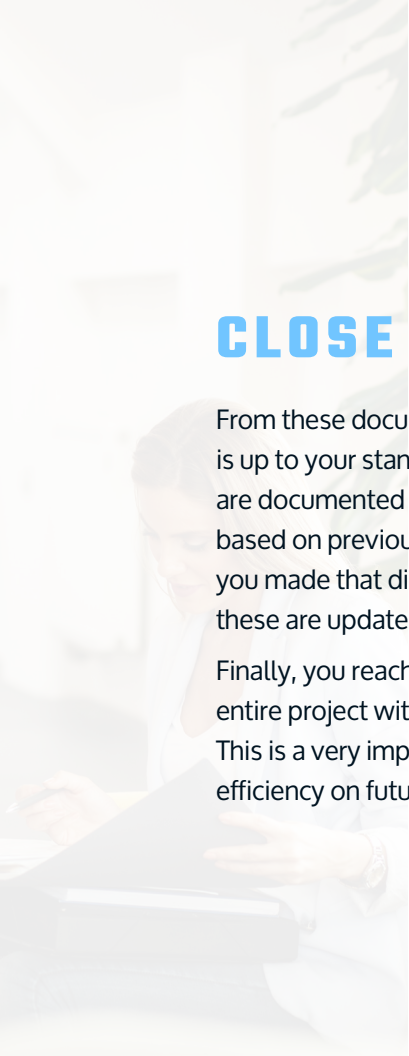 CLOSE
From these docu
is up to your stan
are documented
based on previou
you made that di
these are update
Finally, you reach
entire project wit
This is a very imp
efficiency on futu